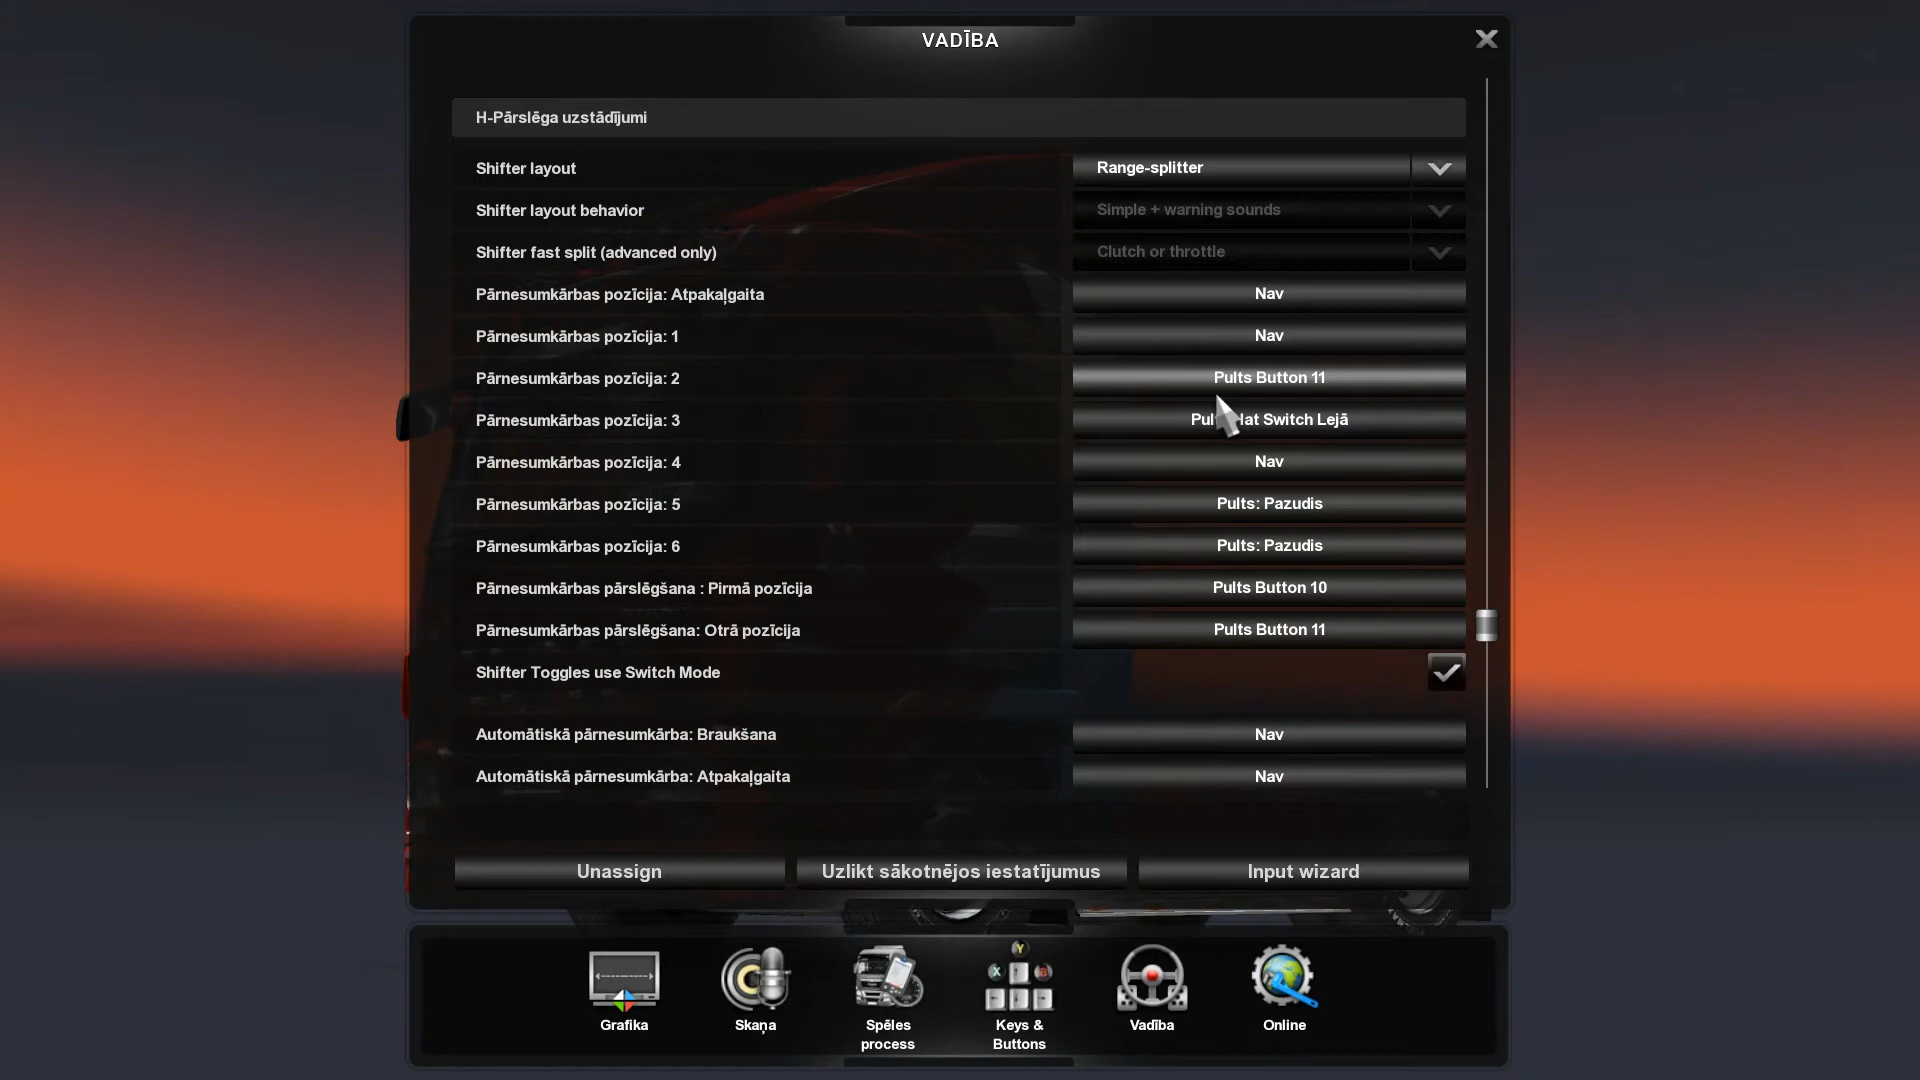 VADĪBA
H-Pārslēga uzstādījumi
Shifter layout
Range-splitter
Shifter layout behavior
Simple + warning sounds
Shifter fast split (advanced only)
Clutch or throttle
Pārnesumkārbas pozīcija: Atpakaļgaita
Nav
Pārnesumkārbas pozīcija: 1
Nav
Pārnesumkārbas pozīcija: 2
Pults Button 11
Pārnesumkārbas pozīcija: 3
Switch Lejā
Pārnesumkārbas pozīcija: 4
Nav
Pārnesumkārbas pozīcija: 5
Pults: Pazudis
Pārnesumkārbas pozīcija: 6
Pults: Pazudis
Pārnesumkārbas pārslēgšana : Pirmā pozīcija
Pults Button 10
Pārnesumkārbas pārslēgšana: Otrā pozīcija
Pults Button 11
Shifter Toggles use Switch Mode
Automātiskā pārnesumkārba: Braukšana
Nav
Automātiskā pārnesumkārba: Atpakaļgaita
Nav
Unassign
Uzlikt sākotnējos iestatījumus
Input wizard
Y
X
B
Grafika
Skaņa
Spēles
process
Keys &
Buttons
Vadība
Online